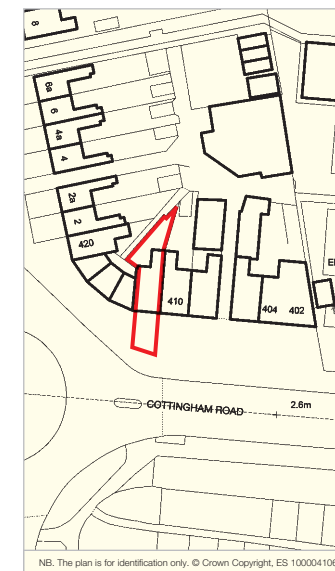 8
6a
6
4a
4
2a
2
420
410
404 402
COTTINGHAM ROAD
2.6m
NB. The plan is for identification only. © Crown Copyright, ES 10000410